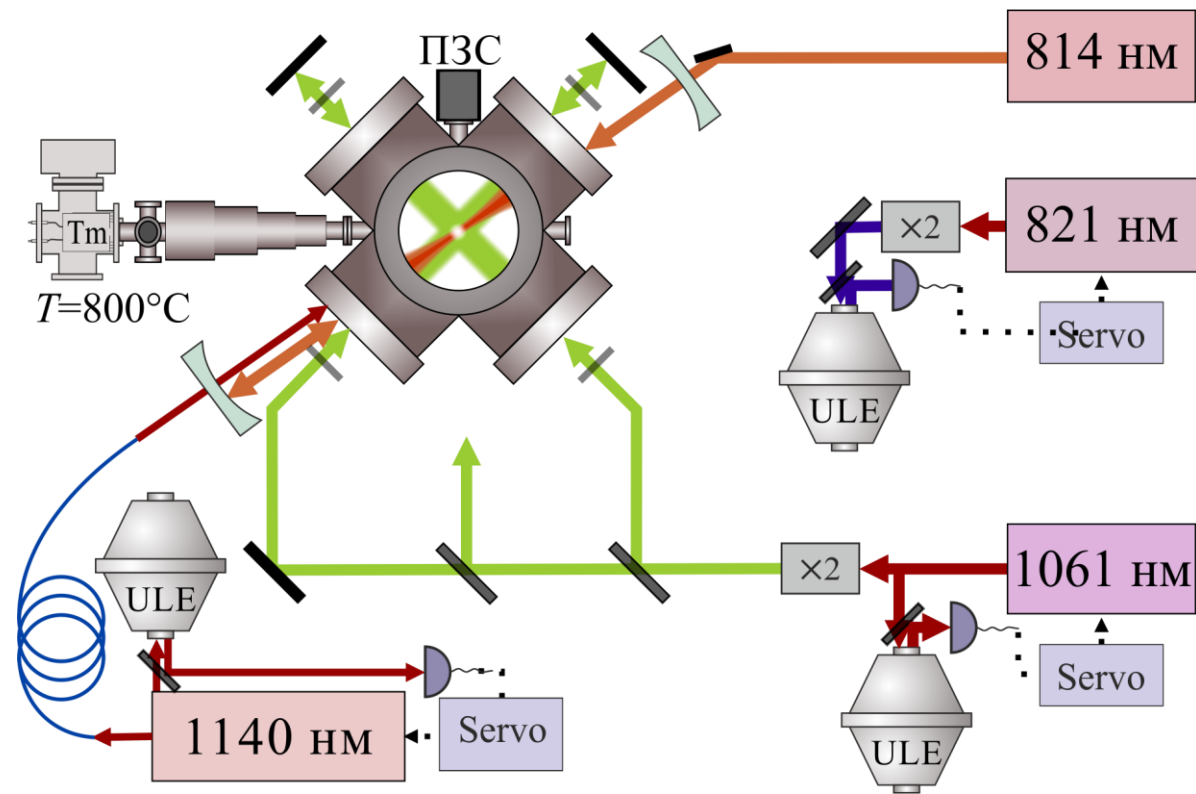 ПЗС
814 нм
Tm
T=800°C
×2
821 нм
Servo
ULE
ULE
1140 нм
Servo
×2
1061 нм
Servo
ULE